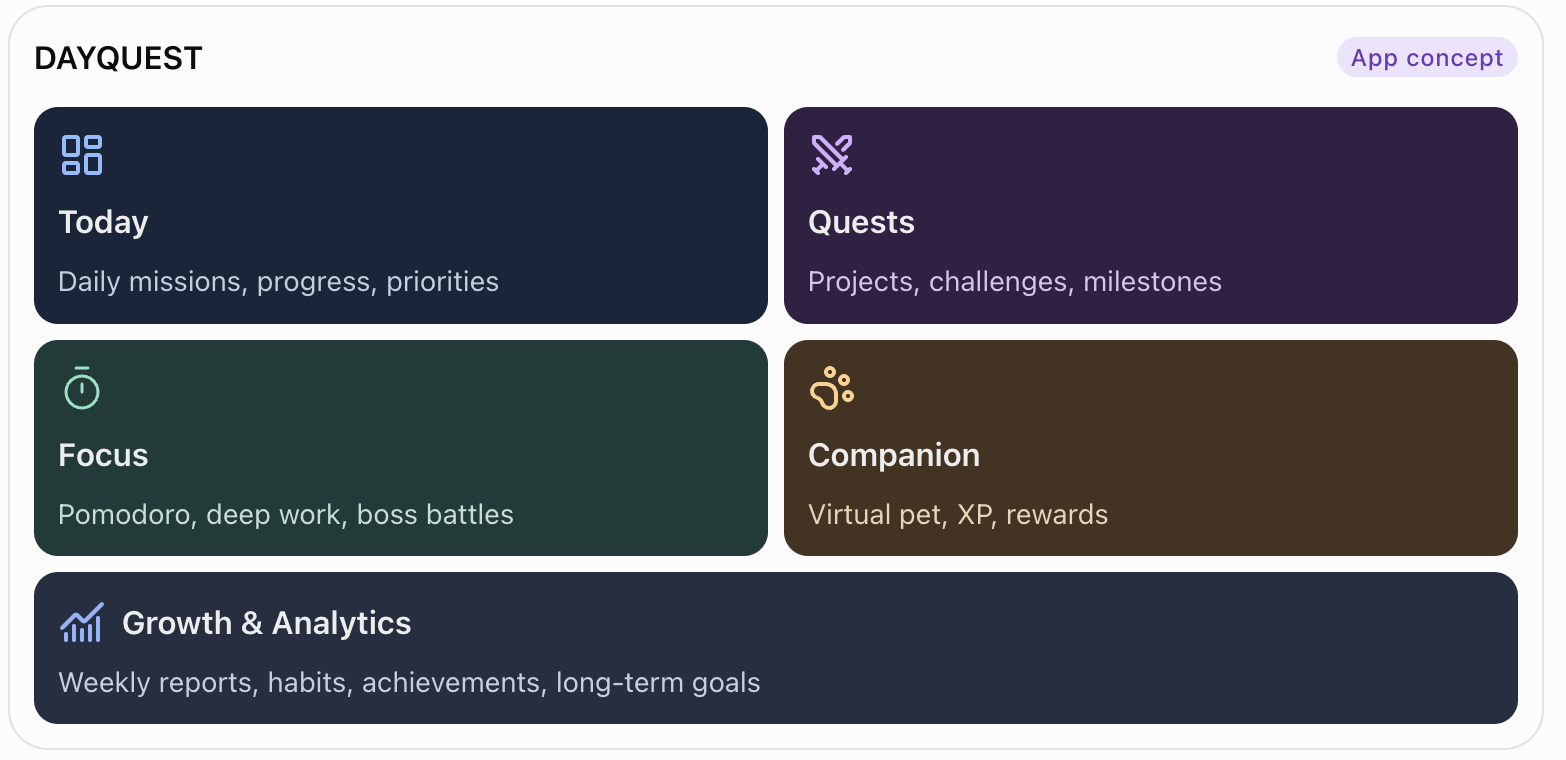 DAYQUEST
App concept
Today
Daily missions, progress, priorities
Quests
Projects, challenges, milestones
Focus
Pomodoro, deep work, boss battles
Companion
Virtual pet, XP, rewards
Growth & Analytics
Weekly reports, habits, achievements, long-term goals